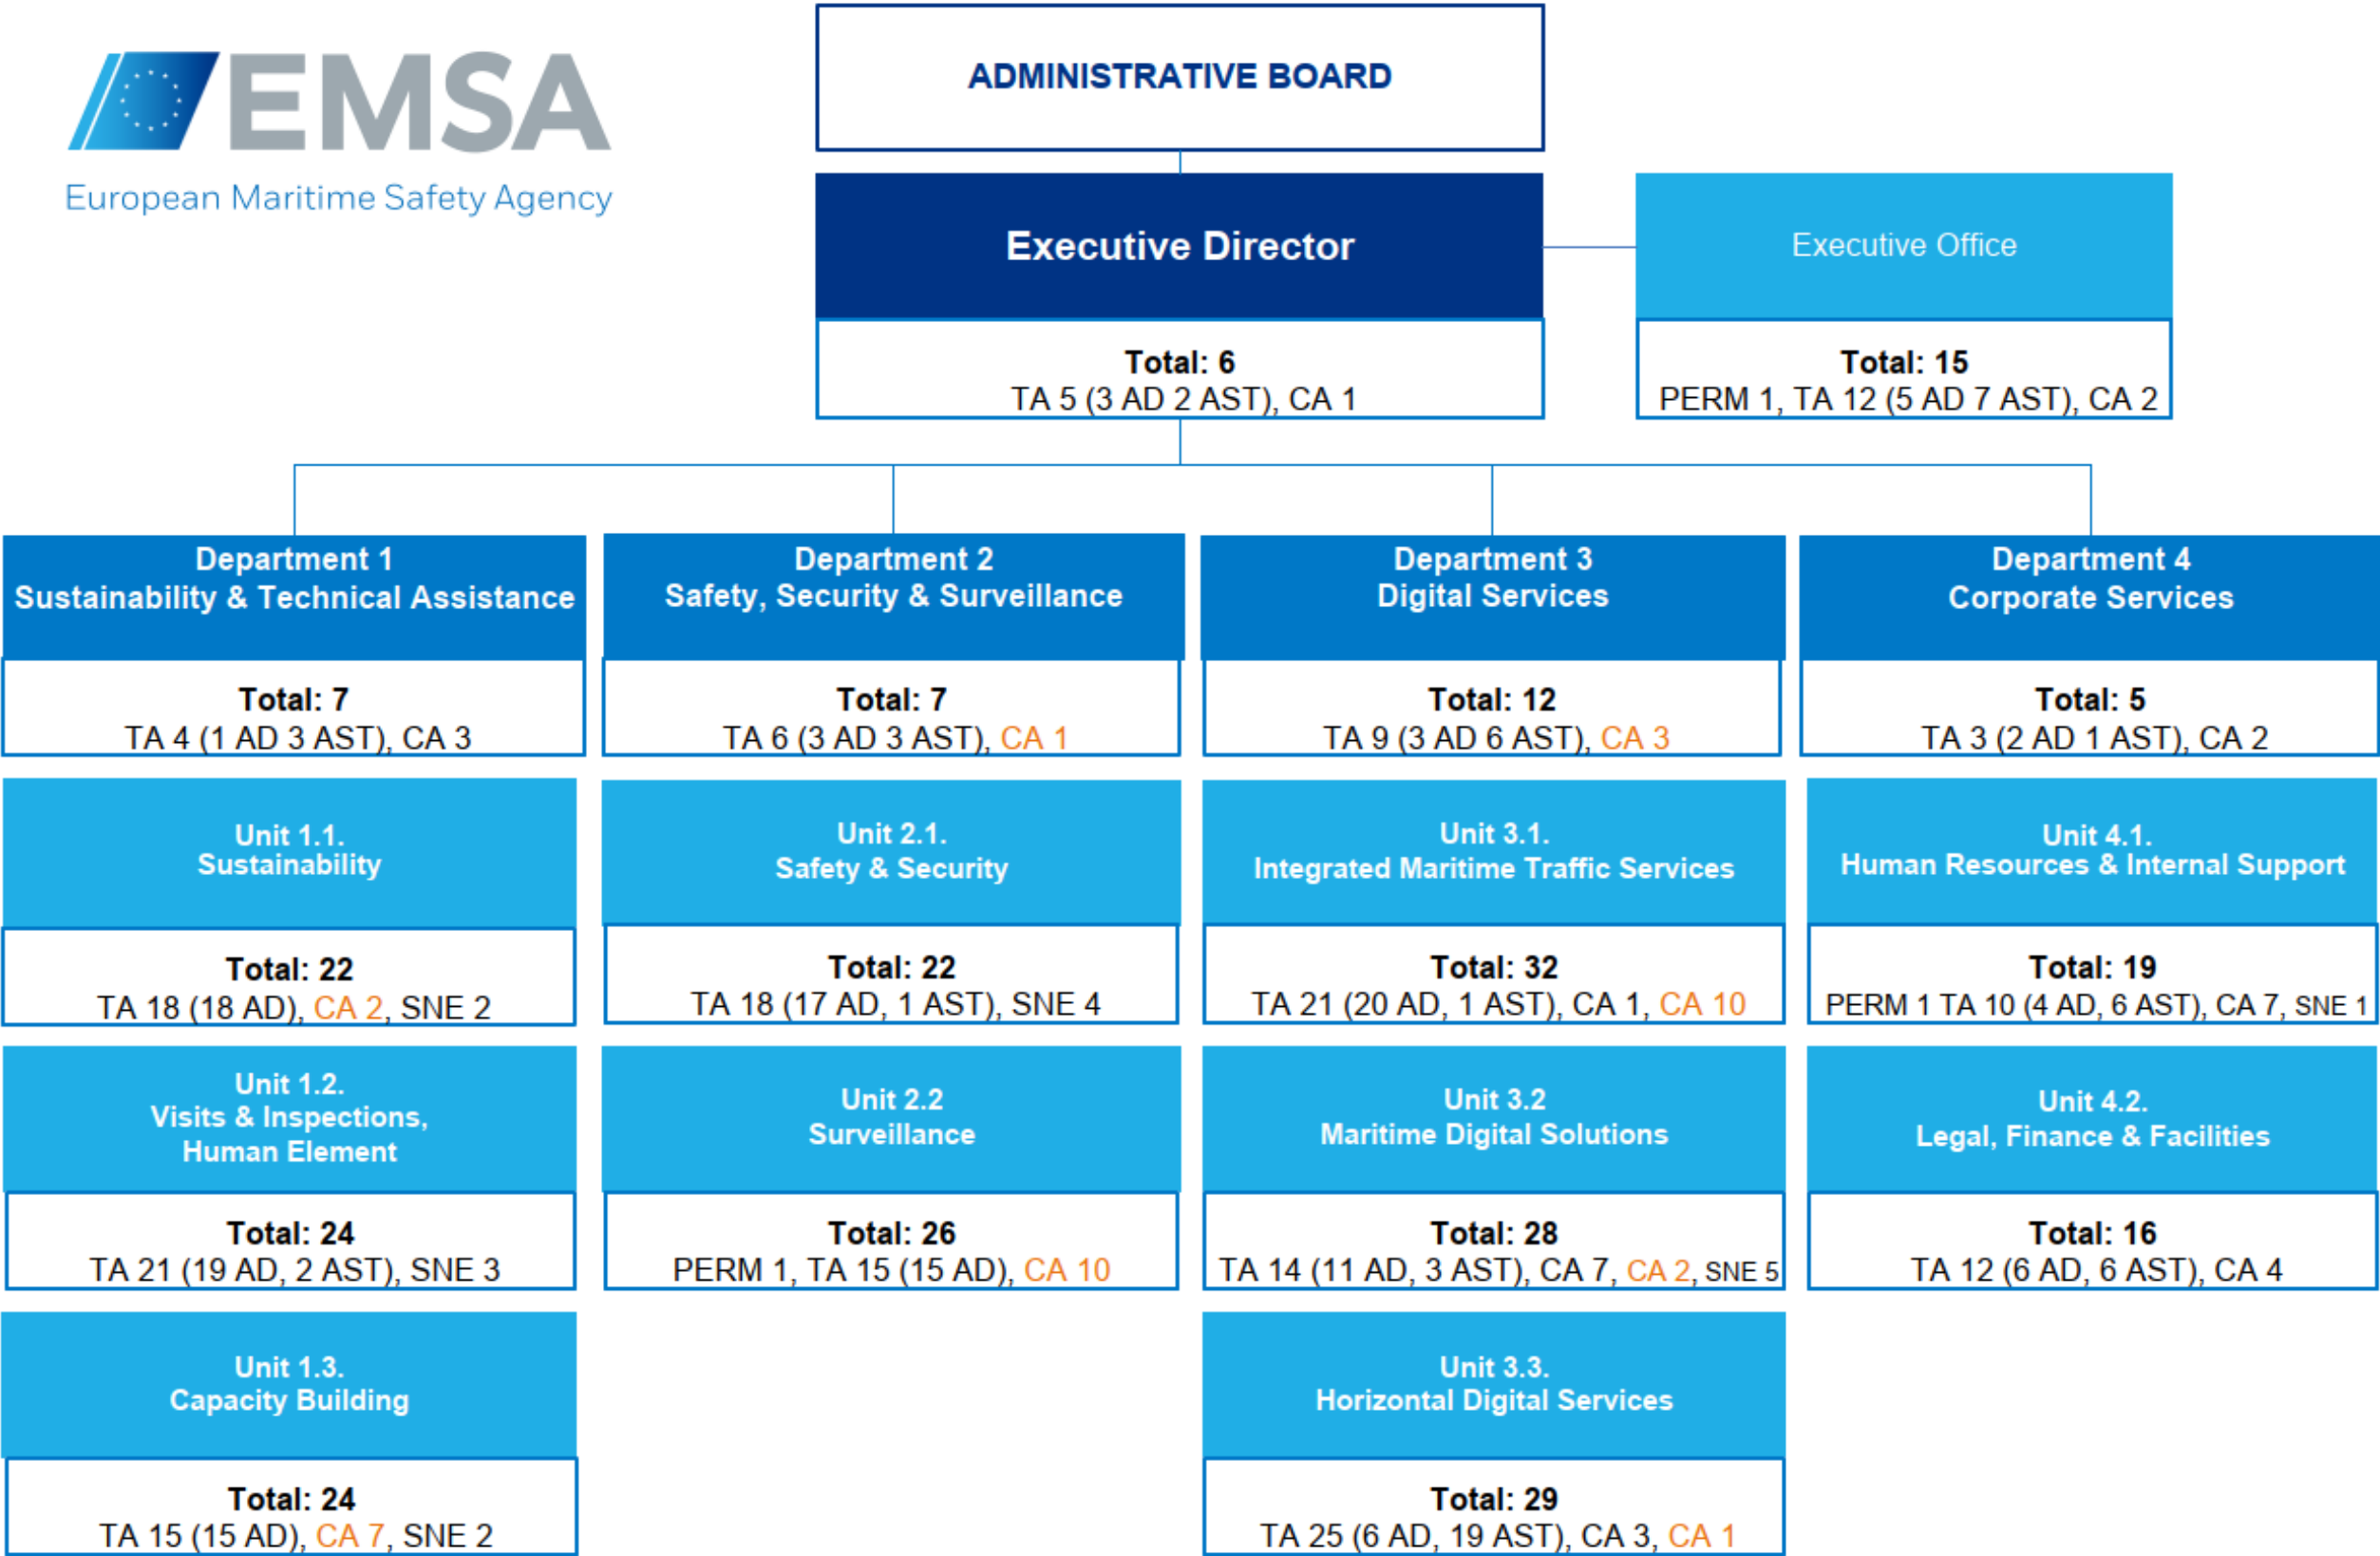 EMSA
European Maritime Safety Agency
ADMINISTRATIVE BOARD
Executive Director
Total: 6
TA 5 (3 AD 2 AST), CA 1
Executive Office
Total: 15
PERM 1, TA 12 (5 AD 7 AST), CA 2
Department 1
Sustainability & Technical Assistance
Total: 7
TA 4 (1 AD 3 AST), CA 3
Unit 1.1.
Sustainability
Total: 22
TA 18 (18 AD), CA 2, SNE 2
Unit 1.2.
Visits & Inspections,
Human Element
Total: 24
TA 21 (19 AD, 2 AST), SNE 3
Unit 1.3.
Capacity Building
Total: 24
TA 15 (15 AD), CA 7, SNE 2
Department 2
Safety, Security & Surveillance
Total: 7
TA 6 (3 AD 3 AST), CA 1
Unit 2.1.
Safety & Security
Total: 22
TA 18 (17 AD, 1 AST), SNE 4
Unit 2.2
Surveillance
Total: 26
PERM 1, TA 15 (15 AD), CA 10
Department 3
Digital Services
Total: 12
TA 9 (3 AD 6 AST), CA 3
Unit 3.1.
Integrated Maritime Traffic Services
Total: 32
TA 21 (20 AD, 1 AST), CA 1, CA 10
Unit 3.2
Maritime Digital Solutions
Total: 28
TA 14 (11 AD, 3 AST), CA 7, CA 2, SNE 5
Unit 3.3.
Horizontal Digital Services
Total: 29
TA 25 (6 AD, 19 AST), CA 3, CA 1
Department 4
Corporate Services
Total: 5
TA 3 (2 AD 1 AST), CA 2
Unit 4.1.
Human Resources & Internal Support
Total: 19
PERM 1 TA 10 (4 AD, 6 AST), CA 7, SNE 1
Unit 4.2.
Legal, Finance & Facilities
Total: 16
TA 12 (6 AD, 6 AST), CA 4